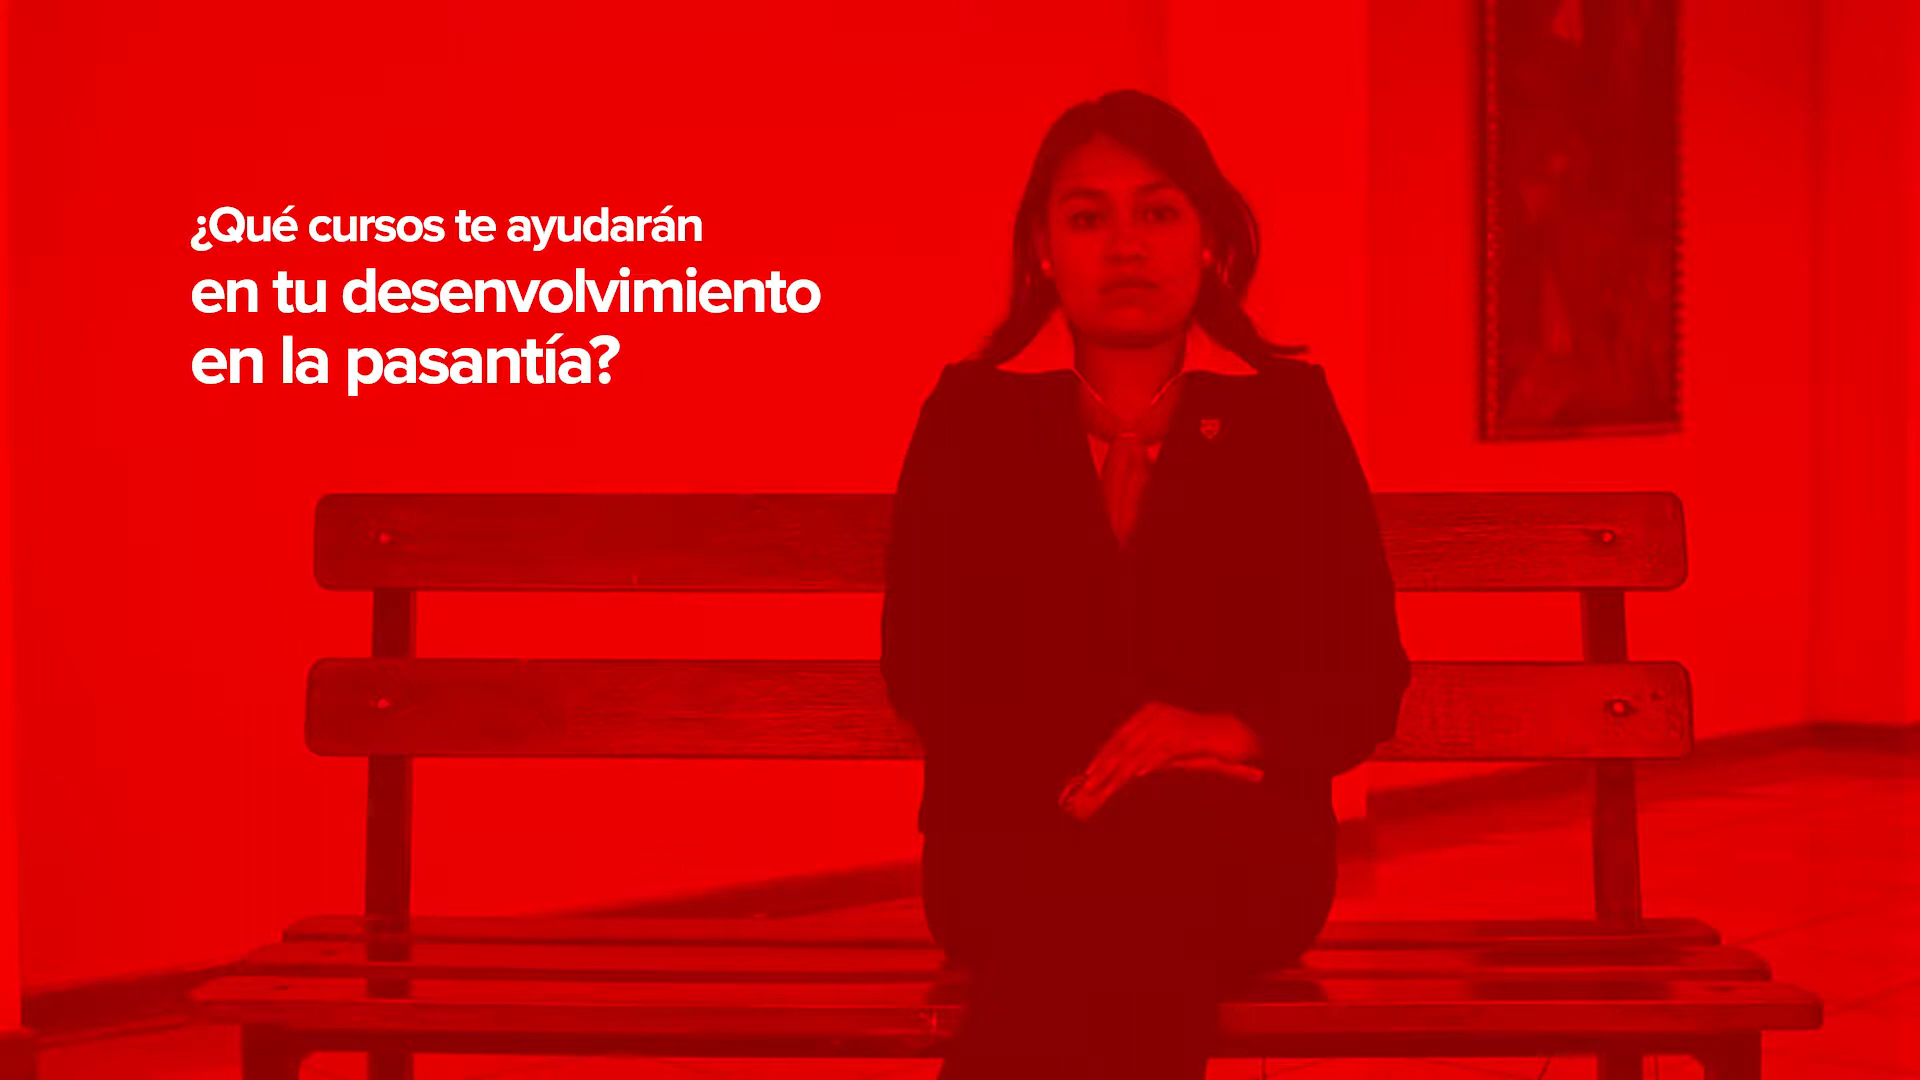 ¿Qué cursos te ayudarán
en tu desenvolvimiento
en la pasantía?